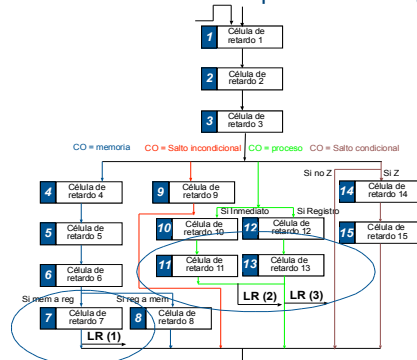 1 Célula de
retardo 1
2 Célula de
retardo 2
3 Célula de
retardo 3
CO = memoria CO = Salto incondicional CO = proceso CO = Salto condicional
Si no Z Si Z
4 Célula de
retardo 4
9 Célula de
retardo 9
14 Célula de
retardo 14
Si Inmediato Si Registro
5 Célula de
retardo 5
10 Célula de
retardo 10
12 Célula de
retardo 12
15 Célula de
retardo 15
6 Célula de
retardo 6
11 Célula de
retardo 11
13 Célula de
retardo 13
Si mem a reg Si reg a mem
LR (2) LR (3)
7 Célula de
retardo 7
8 Célula de
retardo 8
LR (1)